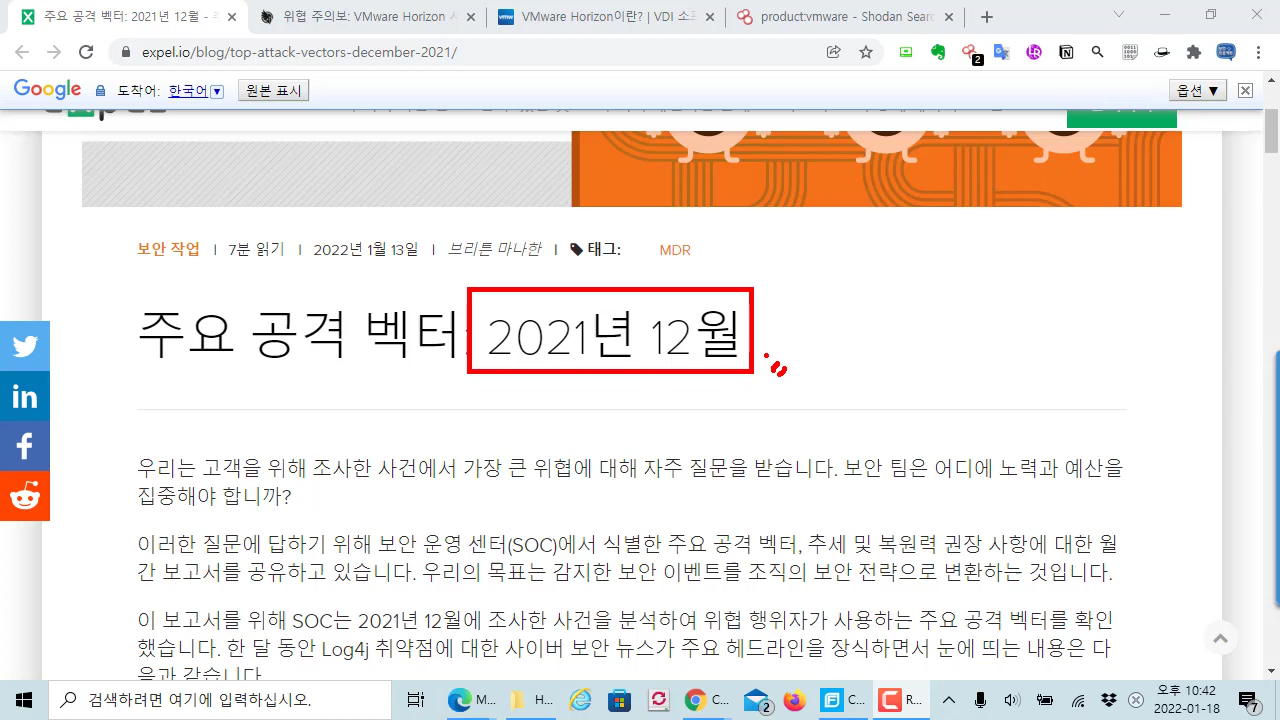 주요 공격 벡터: 2021년 12월 -
위협 주의보: VMware Horizon
VMware Horizon이란? | VDI 소
product:vmware - Shodan Sear
expel.io/blog/top-attack-vectors-december-2021/
2
Google 도착어: 한국어 ▼ 원본 표시 옵션 ▼
보안 작업 | 7분 읽기 | 2022년 1월 13일 | 브리튼 마나한 | 태그: MDR
주요 공격 벡터: 2021년 12월
우리는 고객을 위해 조사한 사건에서 가장 큰 위협에 대해 자주 질문을 받습니다. 보안 팀은 어디에 노력과 예산을
집중해야 합니까?
이러한 질문에 답하기 위해 보안 운영 센터(SOC)에서 식별한 주요 공격 벡터, 추세 및 복원력 권장 사항에 대한 월
간 보고서를 공유하고 있습니다. 우리의 목표는 감지한 보안 이벤트를 조직의 보안 전략으로 변환하는 것입니다.
이 보고서를 위해 SOC는 2021년 12월에 조사한 사건을 분석하여 위협 행위자가 사용하는 주요 공격 벡터를 확인
했습니다. 한 달 동안 Log4j 취약점에 대한 사이버 보안 뉴스가 주요 헤드라인을 장식하면서 눈에 띄는 내용은 다
음과 같습니다
검색하려면 여기에 입력하십시오.
M... H... C... 2 C... R...
오후 10:42
2022-01-18
7